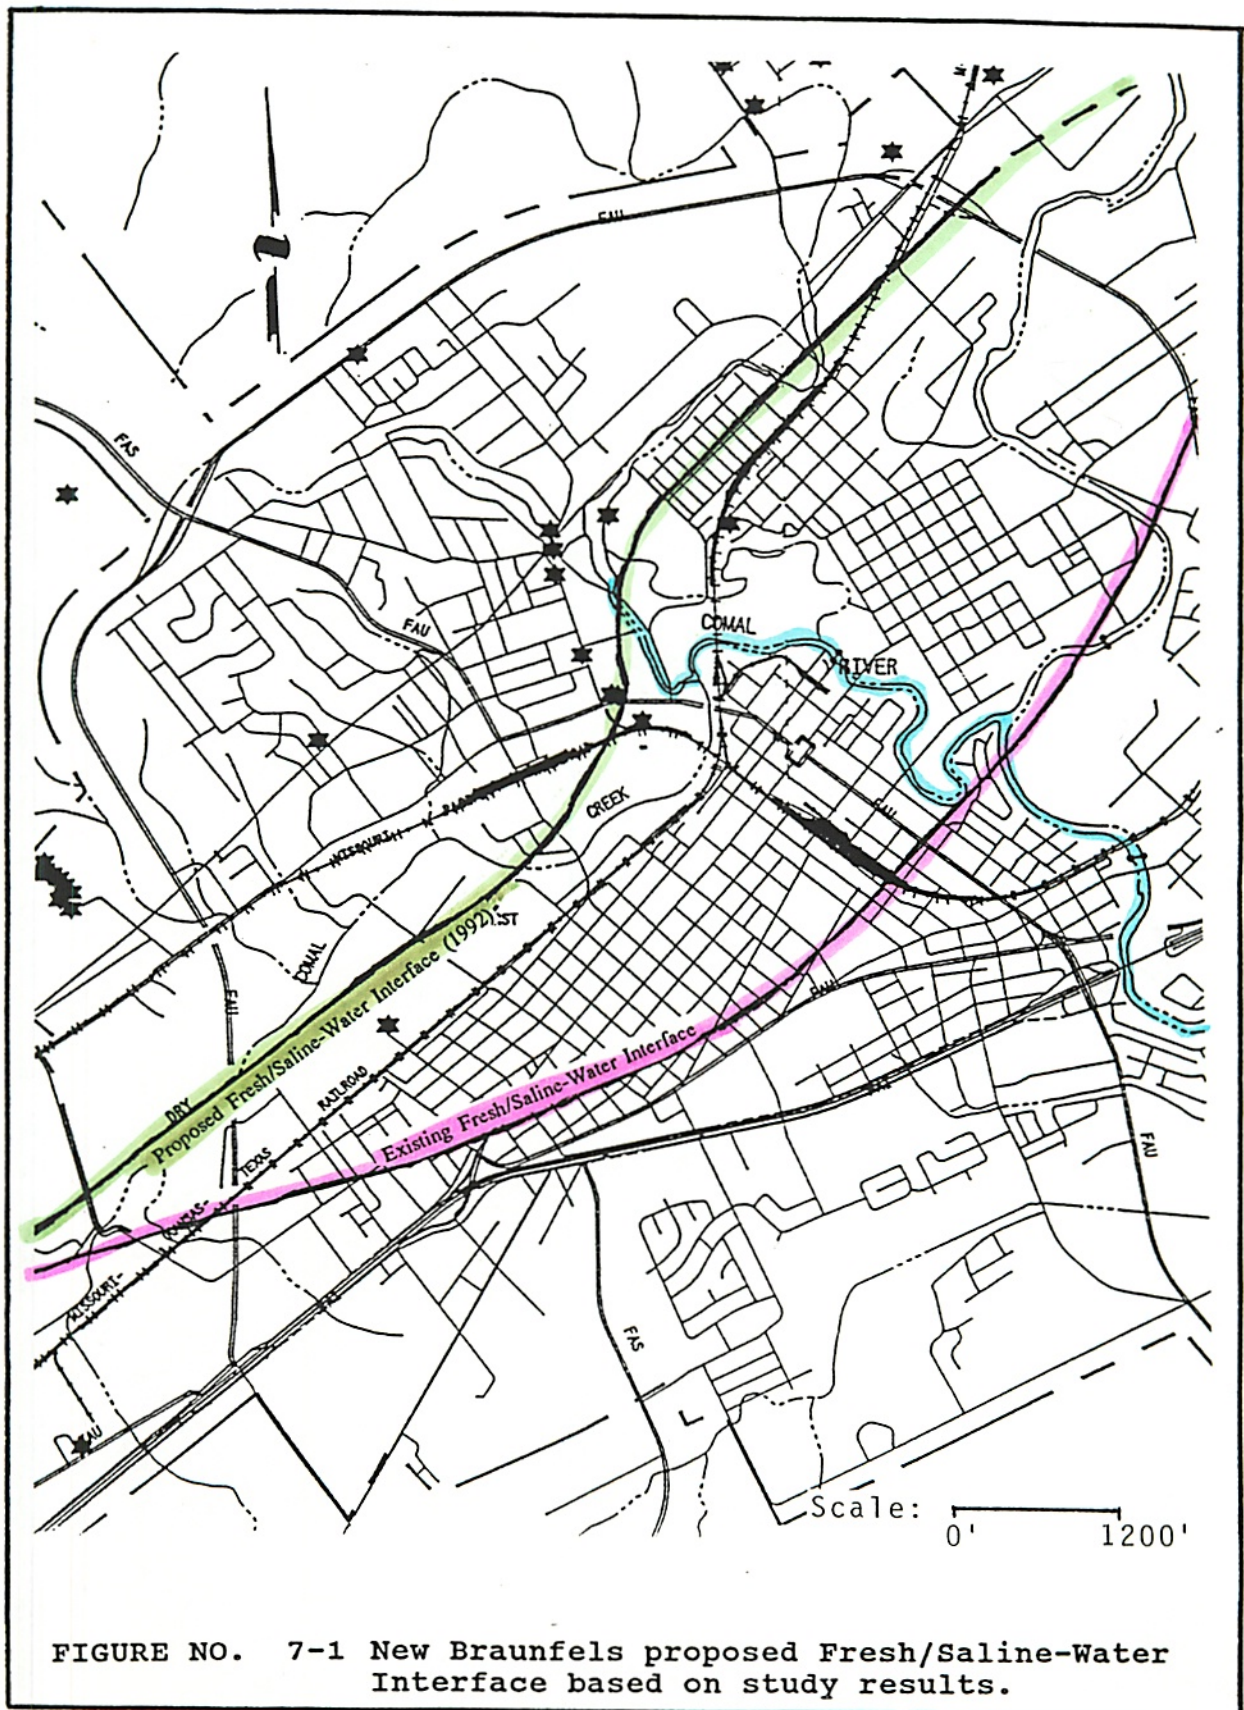 FAU
FAS
FAU
COMAL
RIVER
FAU
CREEK
MISSOURI
COMAL
ST
FAU
FAU
DRY
Proposed Fresh/Saline-Water Interface (1992)
RAILROAD
TEXAS
Existing Fresh/Saline-Water Interface
KANSAS-
MISSOURI-
FAU
FAS
FAU
Scale:
0' 1200'
FIGURE NO. 7-1 New Braunfels proposed Fresh/Saline-Water
Interface based on study results.